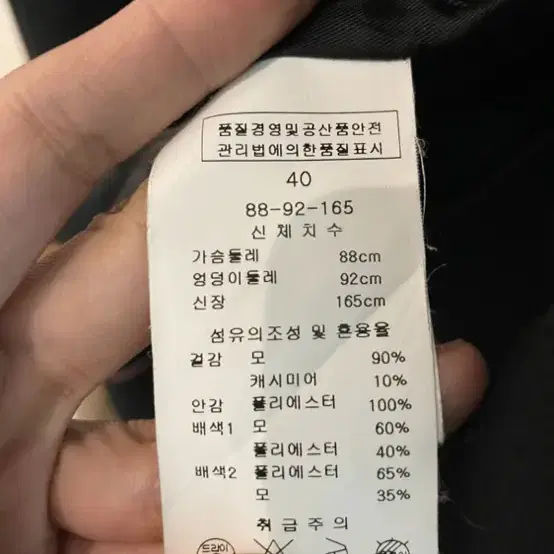 품질경영및공산품안전
관리법에의한품질표시
40
88-92-165
신체치수
가슴둘레 88cm
엉덩이둘레 92cm
신장 165cm
섬유의조성 및 혼용율
겉감 모 90%
캐시미어 10%
안감 폴리에스터 100%
배색1 모 60%
폴리에스터 40%
배색2 폴리에스터 65%
모 35%
취급주의
드라이